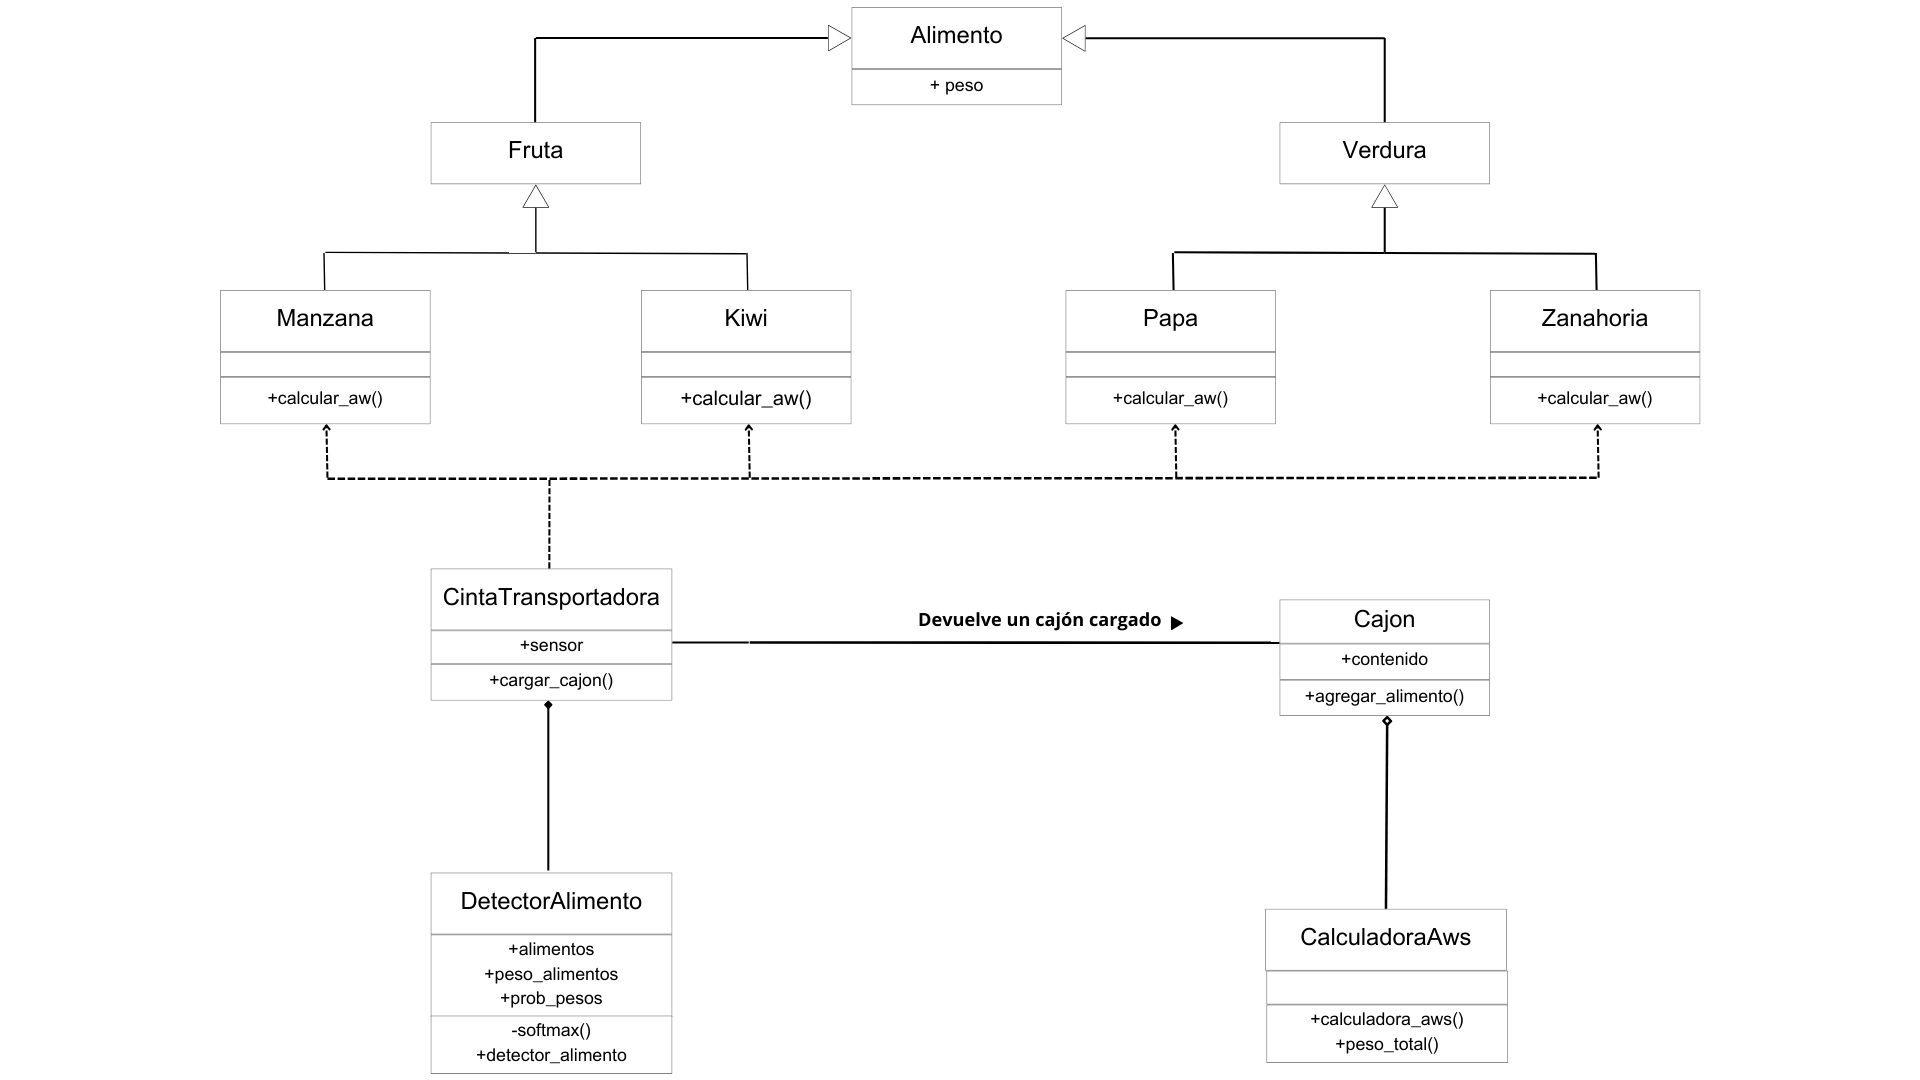 Alimento
+ peso
Fruta
Verdura
Manzana
+calcular_aw()
Kiwi
+calcular_aw()
Papa
+calcular_aw()
Zanahoria
+calcular_aw()
CintaTransportadora
+sensor
+cargar_cajon()
Devuelve un cajón cargado
Cajon
+contenido
+agregar_alimento()
DetectorAlimento
+alimentos
+peso_alimentos
+prob_pesos
-softmax()
+detector_alimento
CalculadoraAws
+calculadora_aws()
+peso_total()